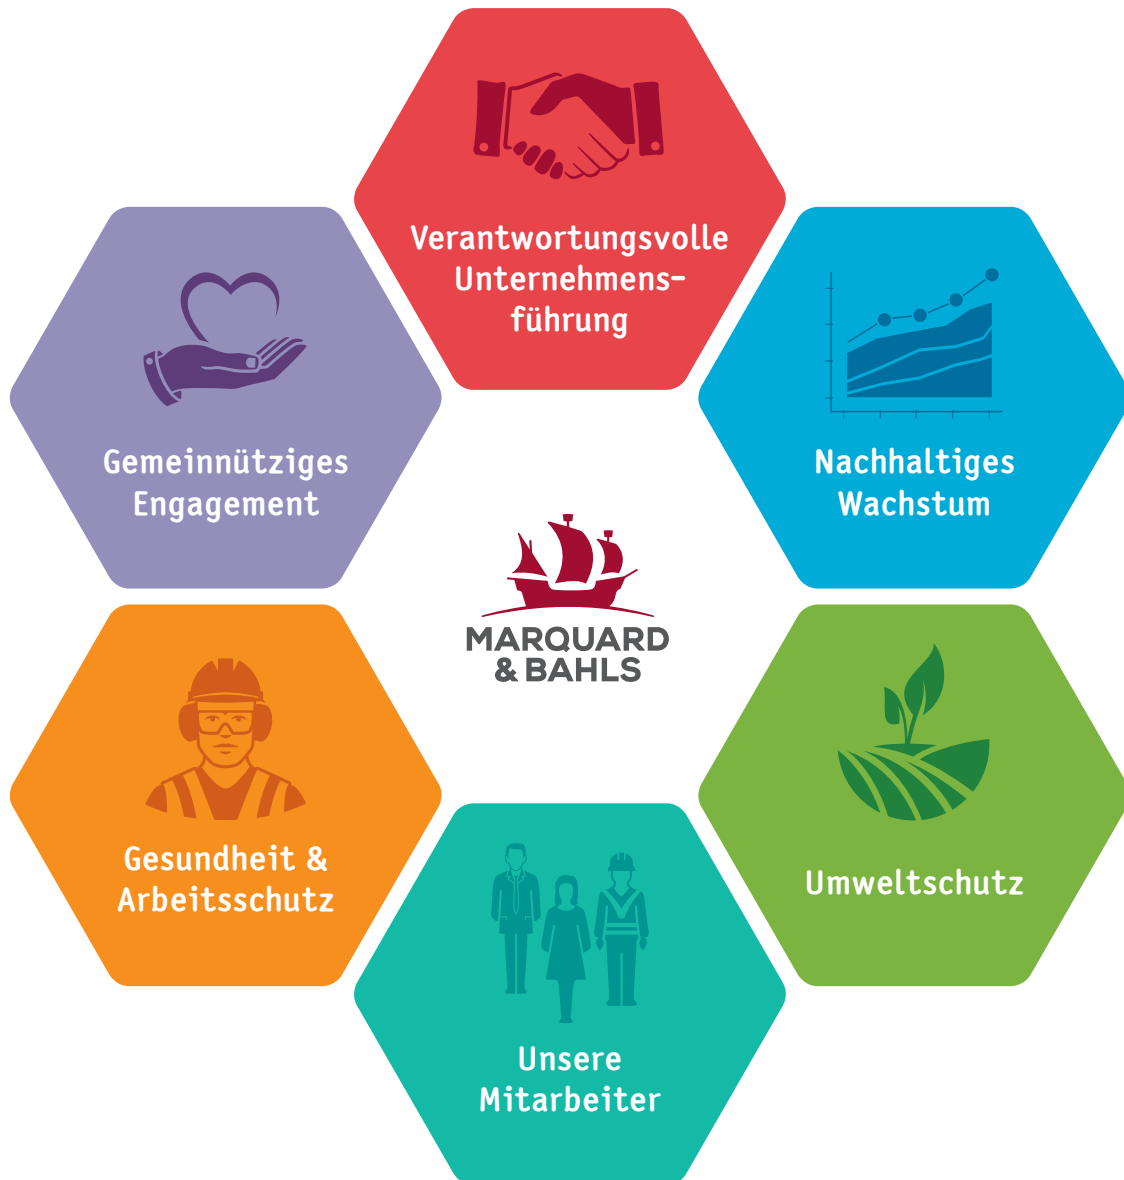 Verantwortungsvolle
Unternehmens-
führung
Gemeinnütziges
Engagement
Nachhaltiges
Wachstum
MARQUARD
& BAHLS
Gesundheit &
Arbeitsschutz
Umweltschutz
Unsere
Mitarbeiter